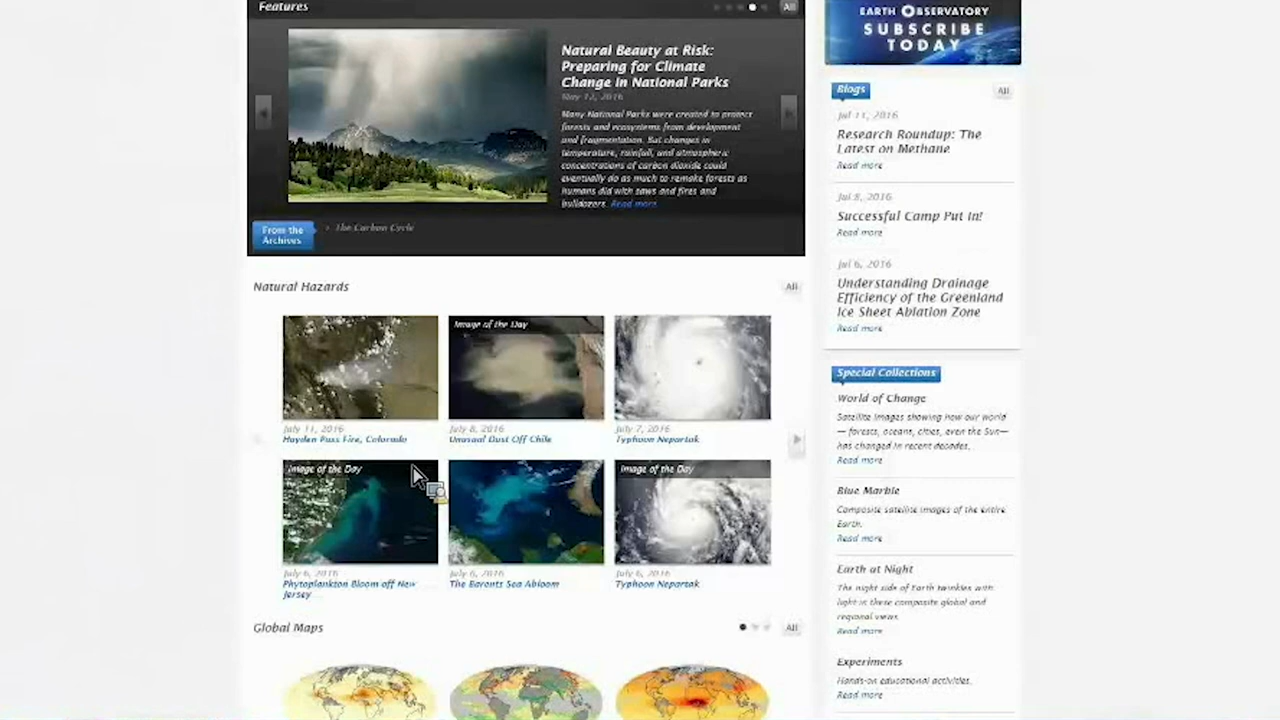 Features
All
Natural Beauty at Risk:
Preparing for Climate
Change in National Parks
May 12, 2016
Many National Parks were created to protect
forests and ecosystems from development
and fragmentation. But changes in
temperature, rainfall, and atmospheric
concentrations of carbon dioxide could
eventually do as much to remake forests as
humans did with saws and fires and
bulldozers. Read more
From the
Archives
The Carbon Cycle
Natural Hazards
All
Image of the Day
July 11, 2016
Hayden Pass Fire, Colorado
July 8, 2016
Unusual Dust Off Chile
July 7, 2016
Typhoon Nepartak
Image of the Day
Image of the Day
July 6, 2016
Phytoplankton Bloom off New
Jersey
July 6, 2016
The Barents Sea Abloom
July 6, 2016
Typhoon Nepartak
Global Maps
All
EARTH OBSERVATORY
SUBSCRIBE
TODAY
Blogs
All
Jul 11, 2016
Research Roundup: The
Latest on Methane
Read more
Jul 8, 2016
Successful Camp Put In!
Read more
Jul 6, 2016
Understanding Drainage
Efficiency of the Greenland
Ice Sheet Ablation Zone
Read more
Special Collections
World of Change
Satellite images showing how our world
— forests, oceans, cities, even the Sun—
has changed in recent decades.
Read more
Blue Marble
Composite satellite images of the entire
Earth.
Read more
Earth at Night
The night side of Earth twinkles with
light in these composite global and
regional views.
Read more
Experiments
Hands-on educational activities.
Read more